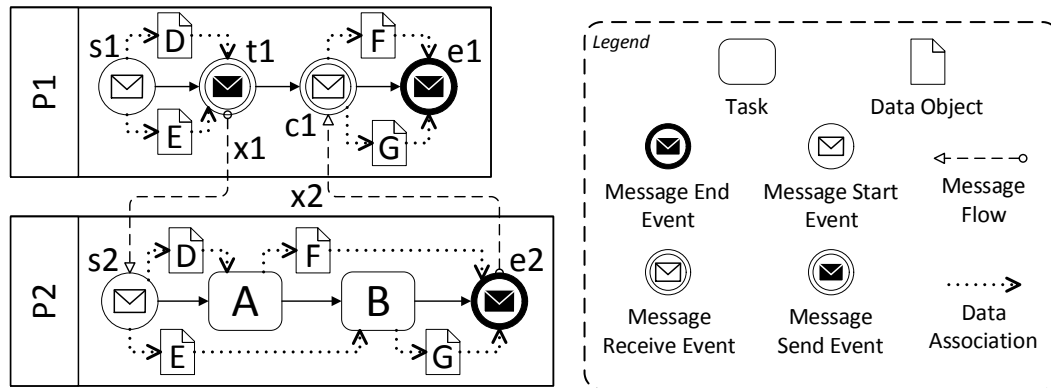 P1
s1
D
t1
F
e1
E
x1
c1
G
x2
P2
s2
D
F
e2
A
B
E
G
Legend
Task
Data Object
Message End
Event
Message Start
Event
Message
Flow
Message
Receive Event
Message
Send Event
Data
Association